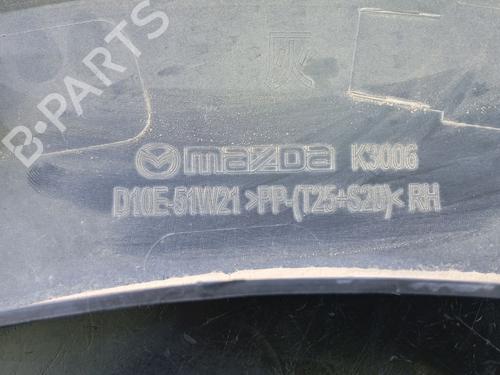 B-PARTS
mazda K3006
D10E-51W21 >PP-(T25+S20)< RH